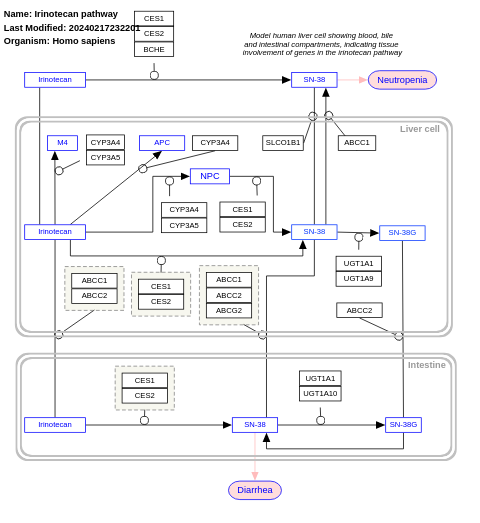 Name: Irinotecan pathway
Last Modified: 20240217232201
Organism: Homo sapiens
CES1
CES2
BCHE
Model human liver cell showing blood, bile
and intestinal compartments, indicating tissue
involvement of genes in the irinotecan pathway
Irinotecan
SN-38
Neutropenia
Liver cell
M4
CYP3A4
CYP3A5
APC
CYP3A4
SLCO1B1
ABCC1
NPC
CYP3A4
CYP3A5
CES1
CES2
Irinotecan
SN-38
SN-38G
ABCC1
ABCC2
CES1
CES2
ABCC1
ABCC2
ABCG2
UGT1A1
UGT1A9
ABCC2
Intestine
CES1
CES2
UGT1A1
UGT1A10
Irinotecan
SN-38
SN-38G
Diarrhea